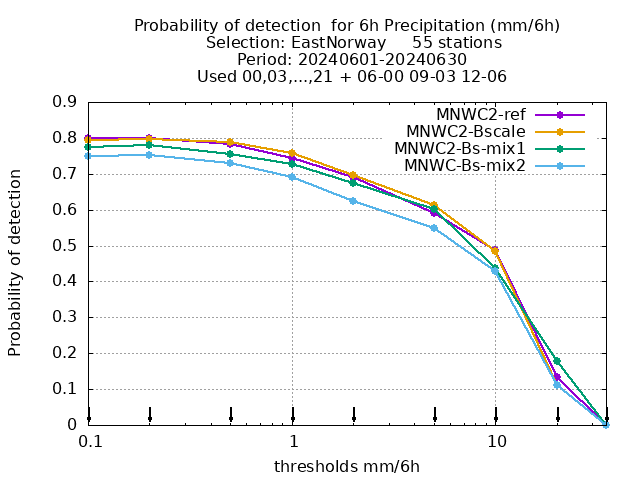 Probability of detection  for 6h Precipitation (mm/6h)
Selection: EastNorway     55 stations
Period: 20240601-20240630
Used 00,03,...,21 + 06-00 09-03 12-06
MNWC2-ref
MNWC2-Bscale
MNWC2-Bs-mix1
MNWC-Bs-mix2
Probability of detection
0.9
0.8
0.7
0.6
0.5
0.4
0.3
0.2
0.1
0
0.1 1 10
thresholds mm/6h